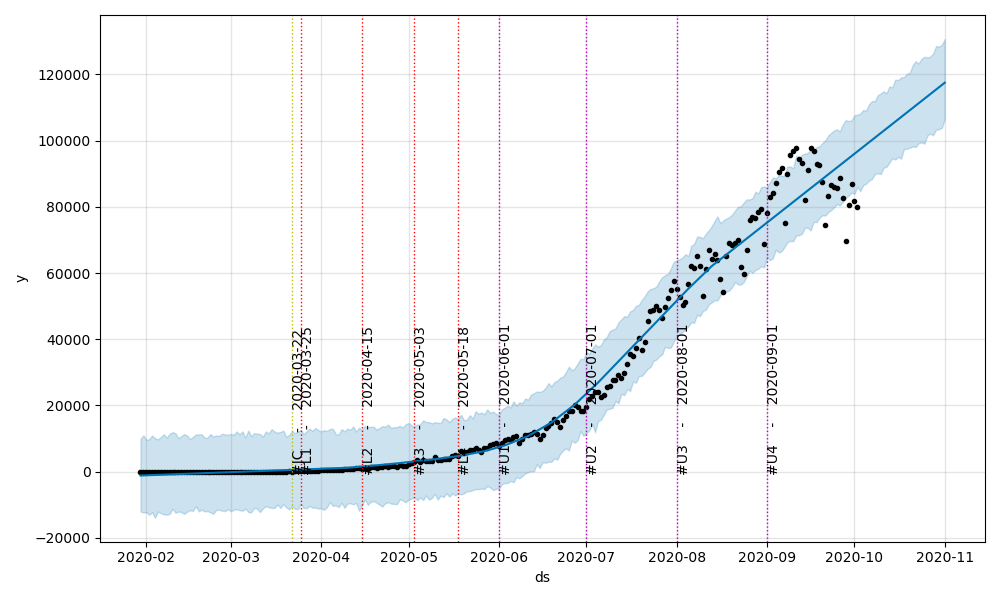 y
120000
100000
80000
60000
40000
20000
0
−20000
#JC - 2020-03-22
#L1 - 2020-03-25
#L2 - 2020-04-15
#L3 - 2020-05-03
#L4 - 2020-05-18
#U1 - 2020-06-01
#U2 - 2020-07-01
#U3 - 2020-08-01
#U4 - 2020-09-01
2020-02 2020-03 2020-04 2020-05 2020-06 2020-07 2020-08 2020-09 2020-10 2020-11
ds